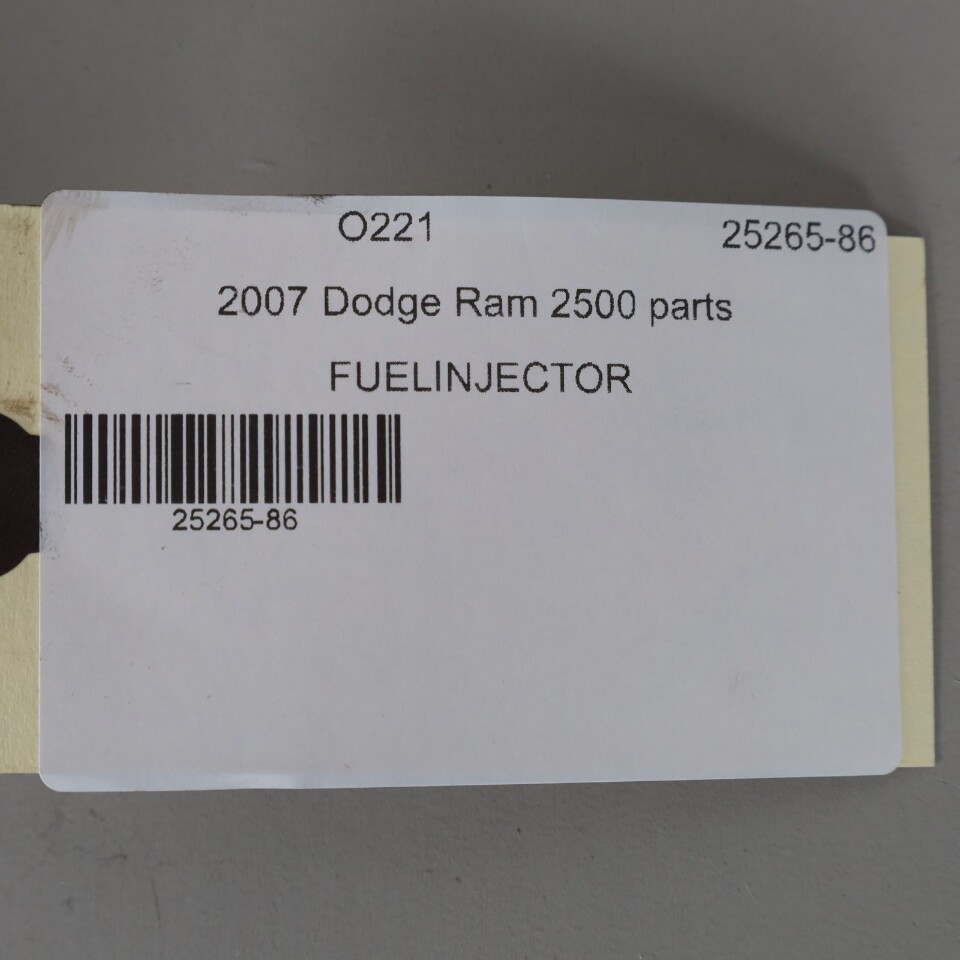 O221
25265-86
2007 Dodge Ram 2500 parts
FUELINJECTOR
25265-86